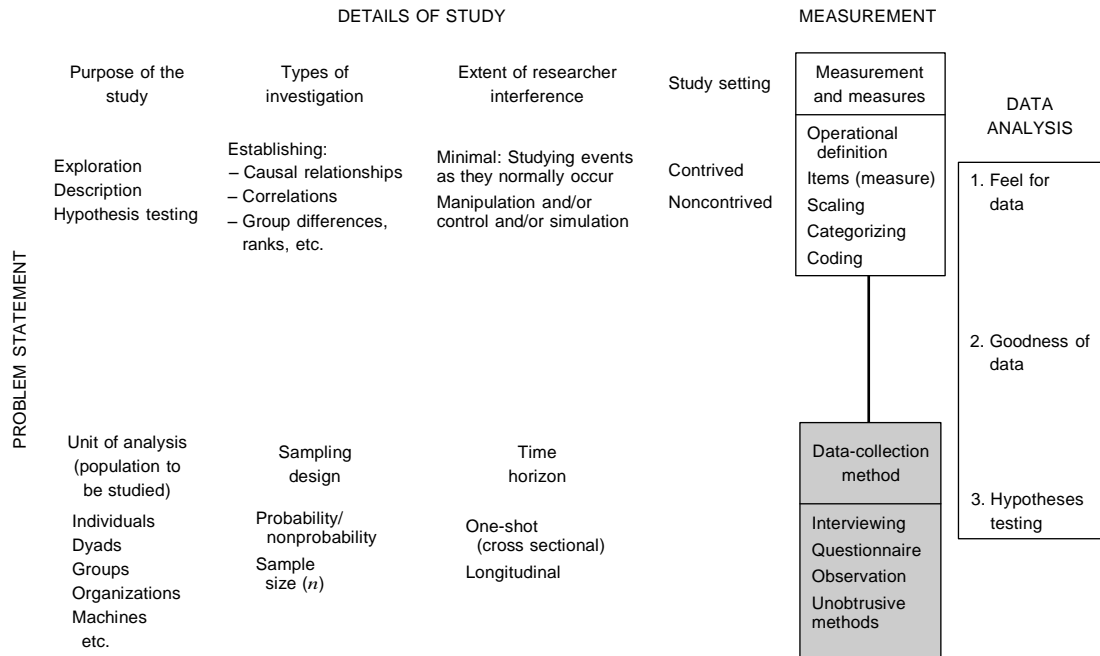 DETAILS OF STUDY
MEASUREMENT
PROBLEM STATEMENT
Purpose of the
study
Exploration
Description
Hypothesis testing
Types of
investigation
Establishing:
– Causal relationships
– Correlations
– Group differences,
ranks, etc.
Extent of researcher
interference
Minimal: Studying events
as they normally occur
Manipulation and/or
control and/or simulation
Study setting
Contrived
Noncontrived
Measurement
and measures
Operational
definition
Items (measure)
Scaling
Categorizing
Coding
DATA
ANALYSIS
1. Feel for
data
2. Goodness of
data
3. Hypotheses
testing
Unit of analysis
(population to
be studied)
Individuals
Dyads
Groups
Organizations
Machines
etc.
Sampling
design
Probability/
nonprobability
Sample
size (n)
Time
horizon
One-shot
(cross sectional)
Longitudinal
Data-collection
method
Interviewing
Questionnaire
Observation
Unobtrusive
methods